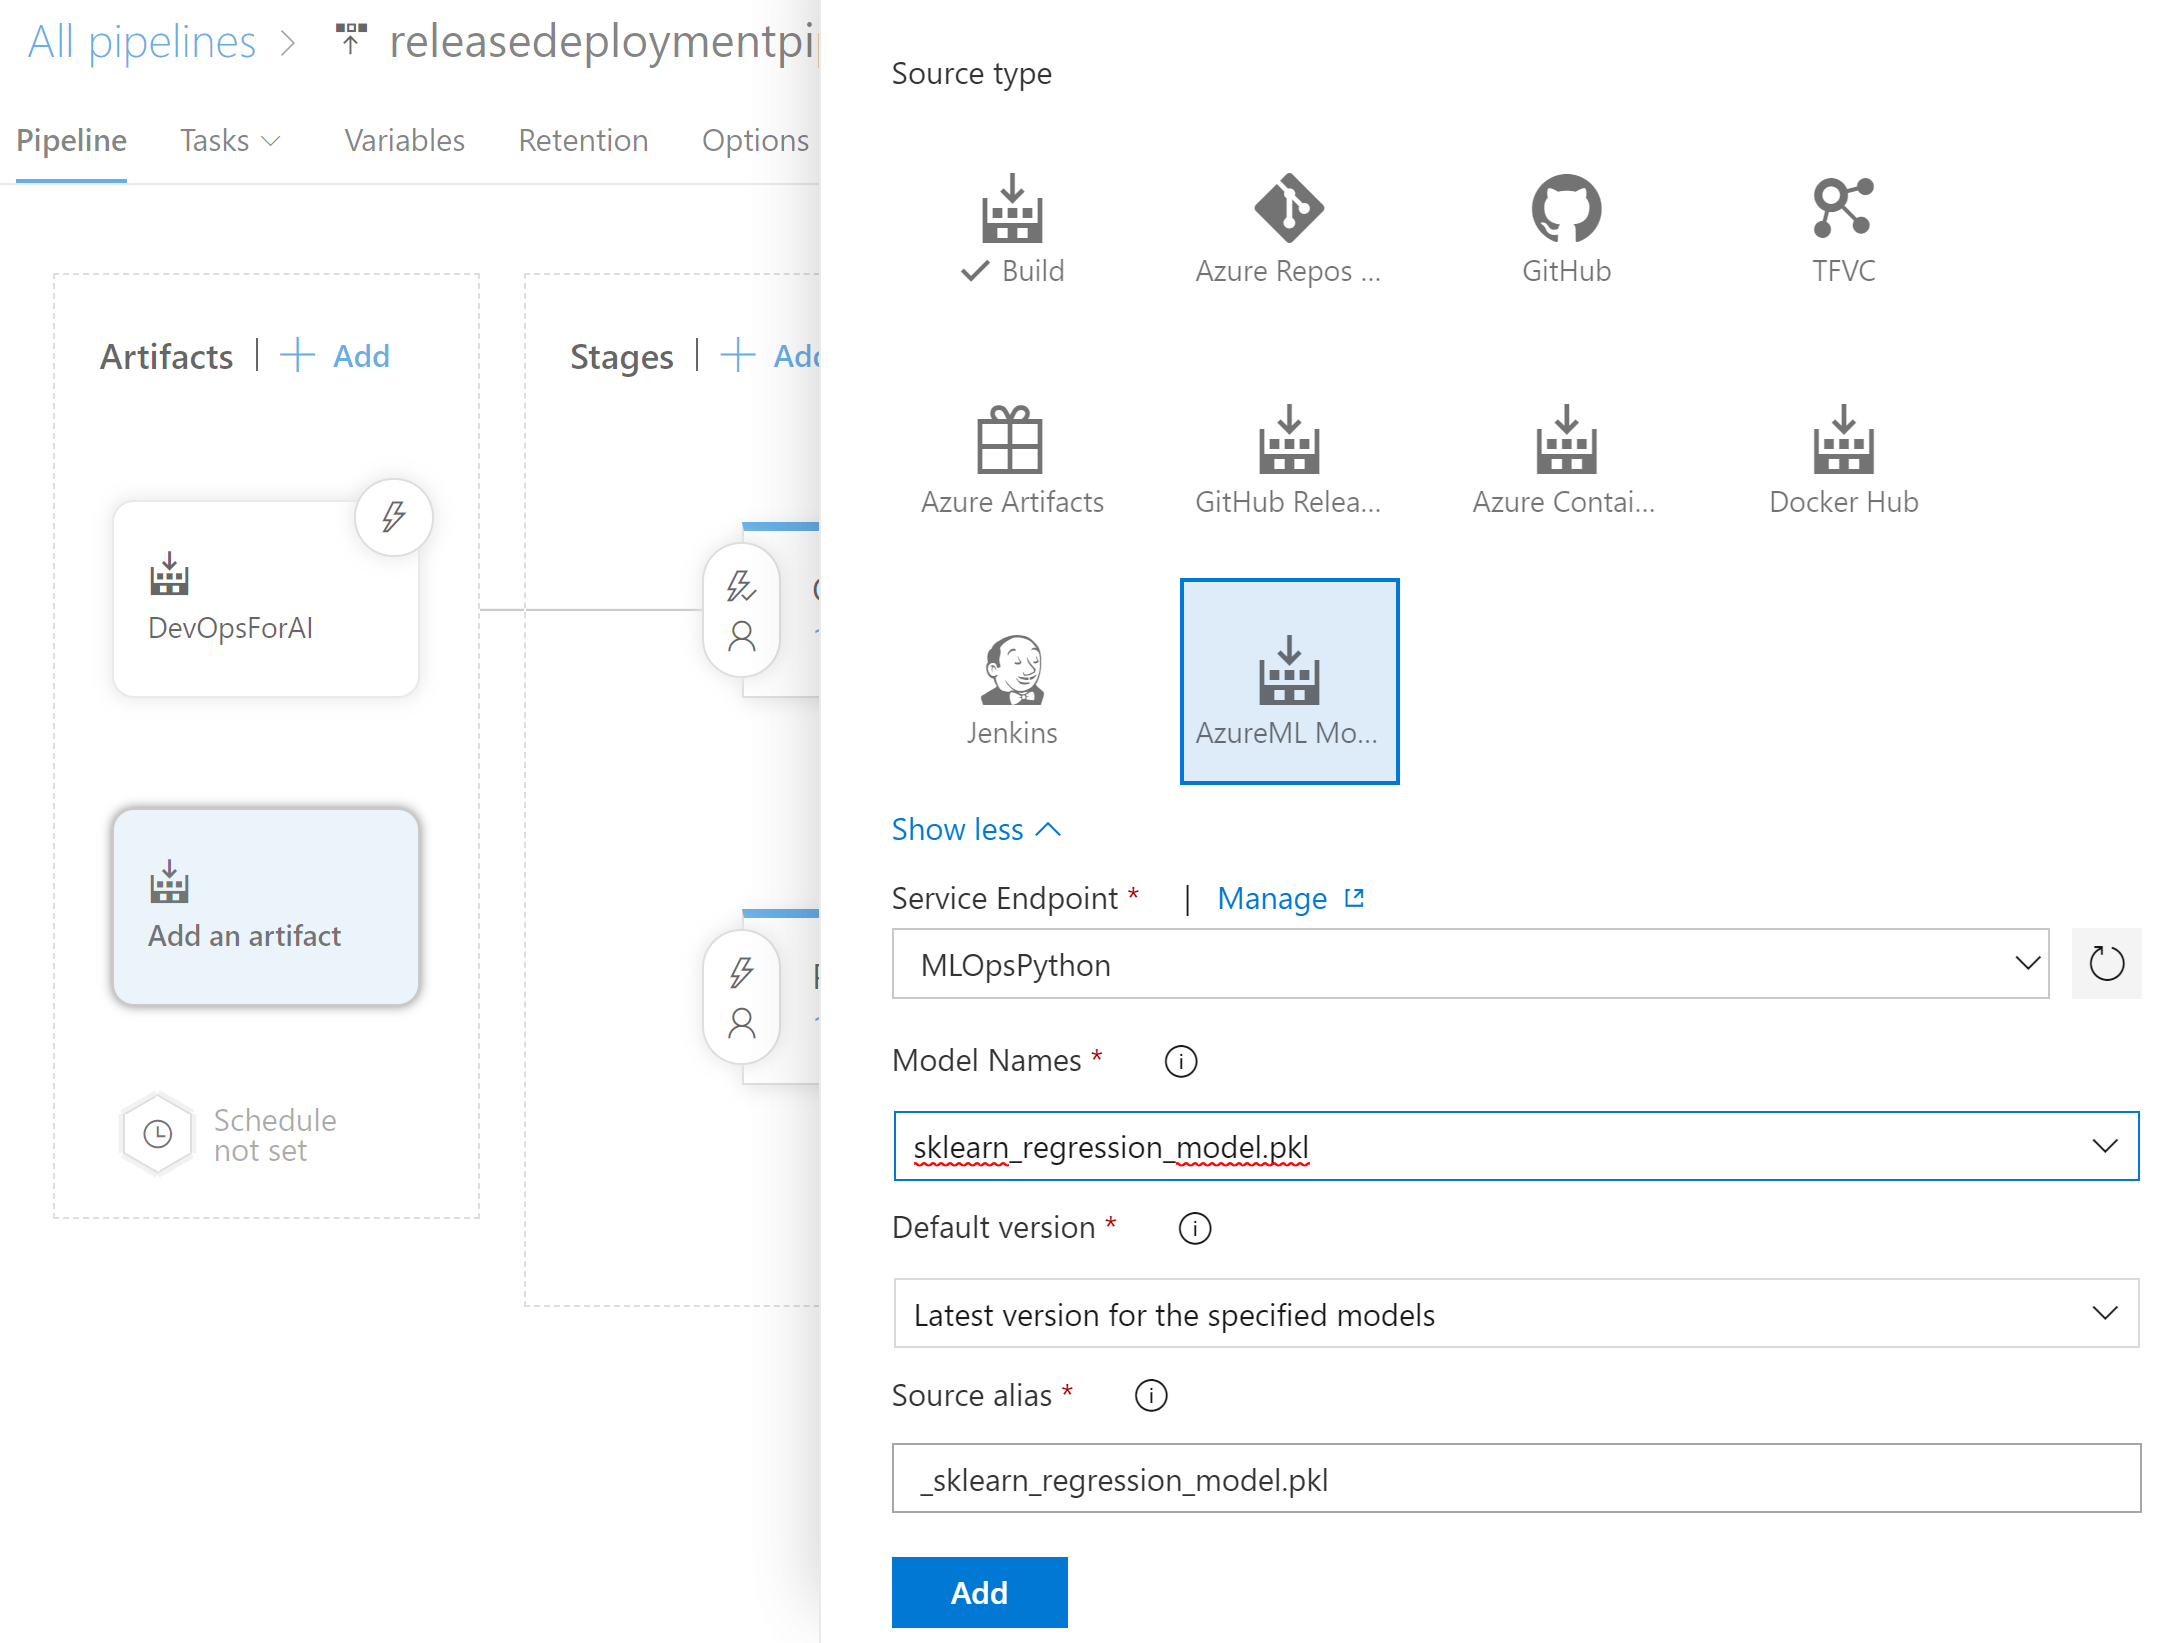 All pipelines
releasedeploymentpi
Pipeline Tasks Variables Retention Options
Artifacts | + Add
DevOpsForAI
Add an artifact
Schedule
not set
Stages | + Add
Source type
Build
Azure Repos ...
GitHub
TFVC
Azure Artifacts
GitHub Relea...
Azure Contai...
Docker Hub
Jenkins
AzureML Mo...
Show less
Service Endpoint * | Manage
MLOpsPython
Model Names *
sklearn_regression_model.pkl
Default version *
Latest version for the specified models
Source alias *
_sklearn_regression_model.pkl
Add